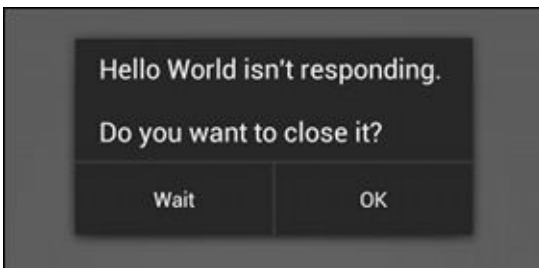 Hello World isn't responding.
Do you want to close it?
Wait
OK